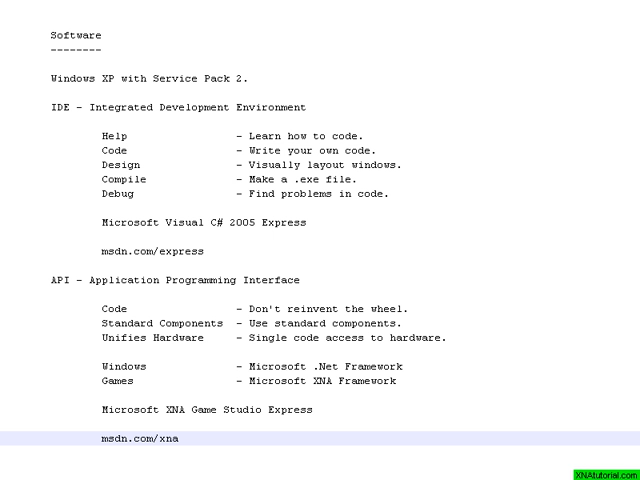 Software
--------
Windows XP with Service Pack 2.
IDE - Integrated Development Environment
Help - Learn how to code.
Code - Write your own code.
Design - Visually layout windows.
Compile - Make a .exe file.
Debug - Find problems in code.
Microsoft Visual C# 2005 Express
msdn.com/express
API - Application Programming Interface
Code - Don't reinvent the wheel.
Standard Components - Use standard components.
Unifies Hardware - Single code access to hardware.
Windows - Microsoft .Net Framework
Games - Microsoft XNA Framework
Microsoft XNA Game Studio Express
msdn.com/xna
XNAtutorial.com